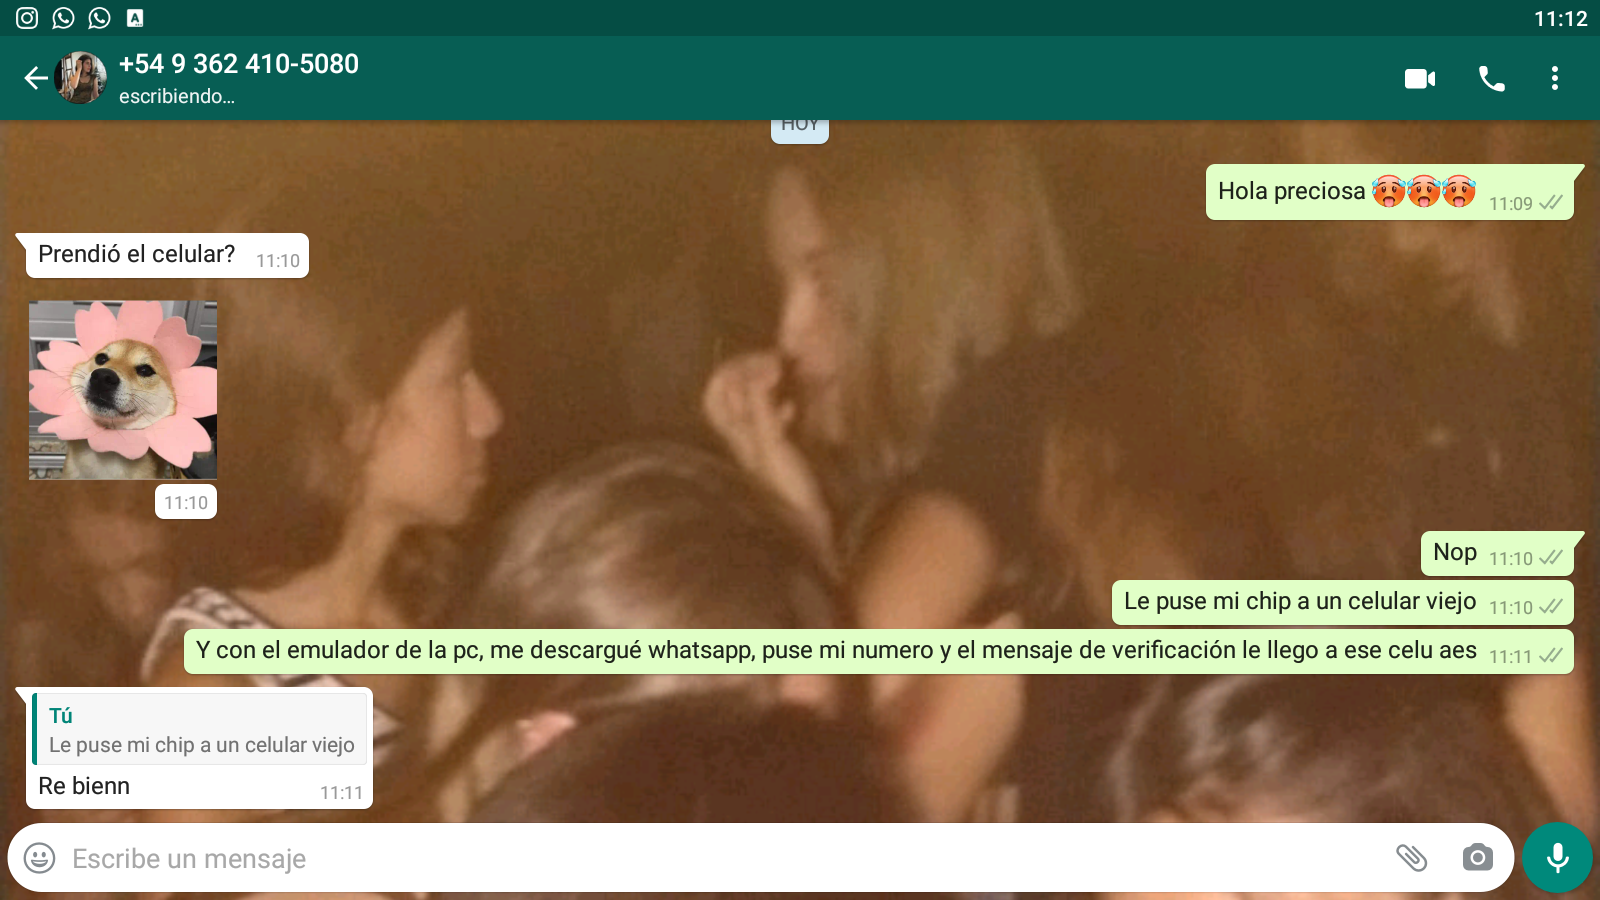 11:12
+54 9 362 410-5080
escribiendo...
HOY
Hola preciosa 🥵🥵🥵 11:09
Prendió el celular? 11:10
11:10
Nop 11:10
Le puse mi chip a un celular viejo 11:10
Y con el emulador de la pc, me descargué whatsapp, puse mi numero y el mensaje de verificación le llego a ese celu aes 11:11
Tú
Le puse mi chip a un celular viejo
Re bienn 11:11
Escribe un mensaje